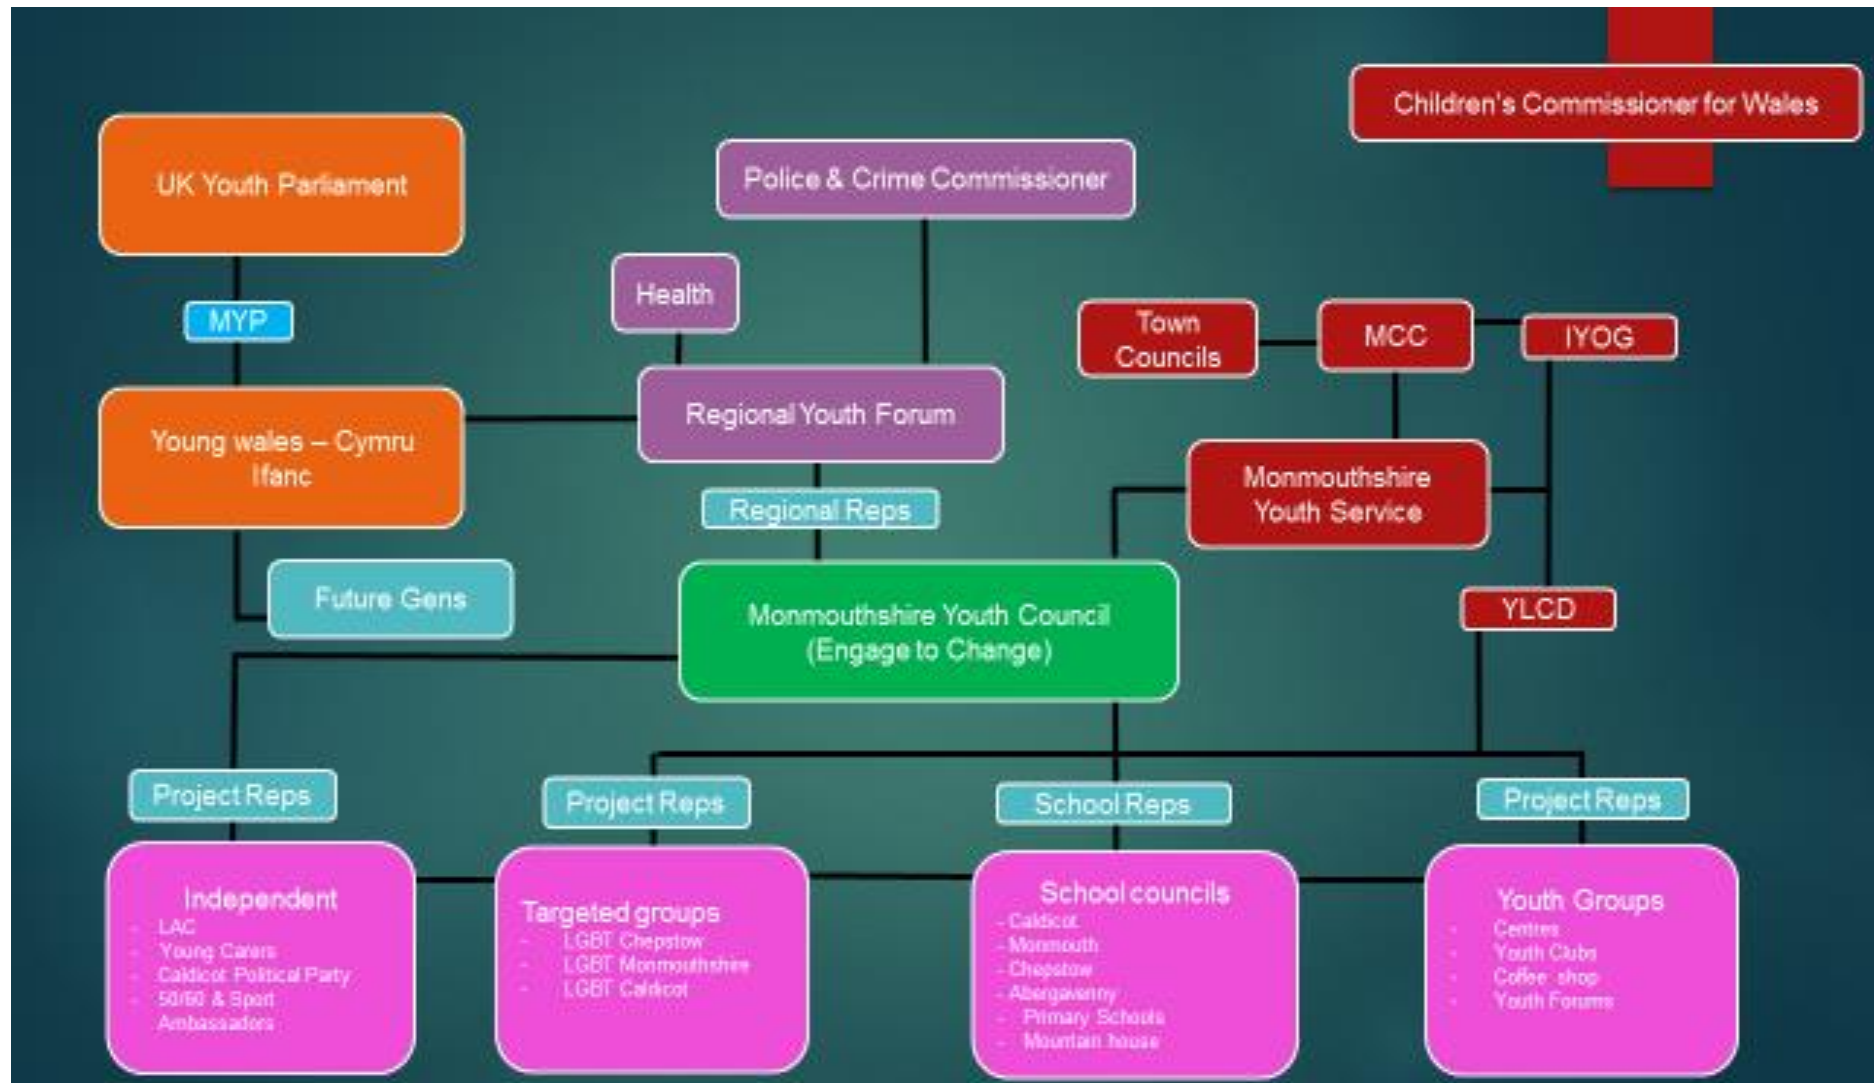 Children's Commissioner for Wales
UK Youth Parliament
Police & Crime Commissioner
Health
MYP
Town
Councils
MCC
IYOG
Young wales – Cymru
Ifanc
Regional Youth Forum
Monmouthshire
Youth Service
Regional Reps
Future Gens
Monmouthshire Youth Council
(Engage to Change)
YLCD
Project Reps
Project Reps
School Reps
Project Reps
Independent
- LAC
- Young Carers
- Caldicot Political Party
- 50/60 & Sport
Ambassadors
Targeted groups
- LGBT Chepstow
- LGBT Monmouthshire
- LGBT Caldicot
School councils
- Caldicot
- Monmouth
- Chepstow
- Abergavenny
- Primary Schools
- Mountain house
Youth Groups
- Centres
- Youth Clubs
- Coffee shop
- Youth Forums